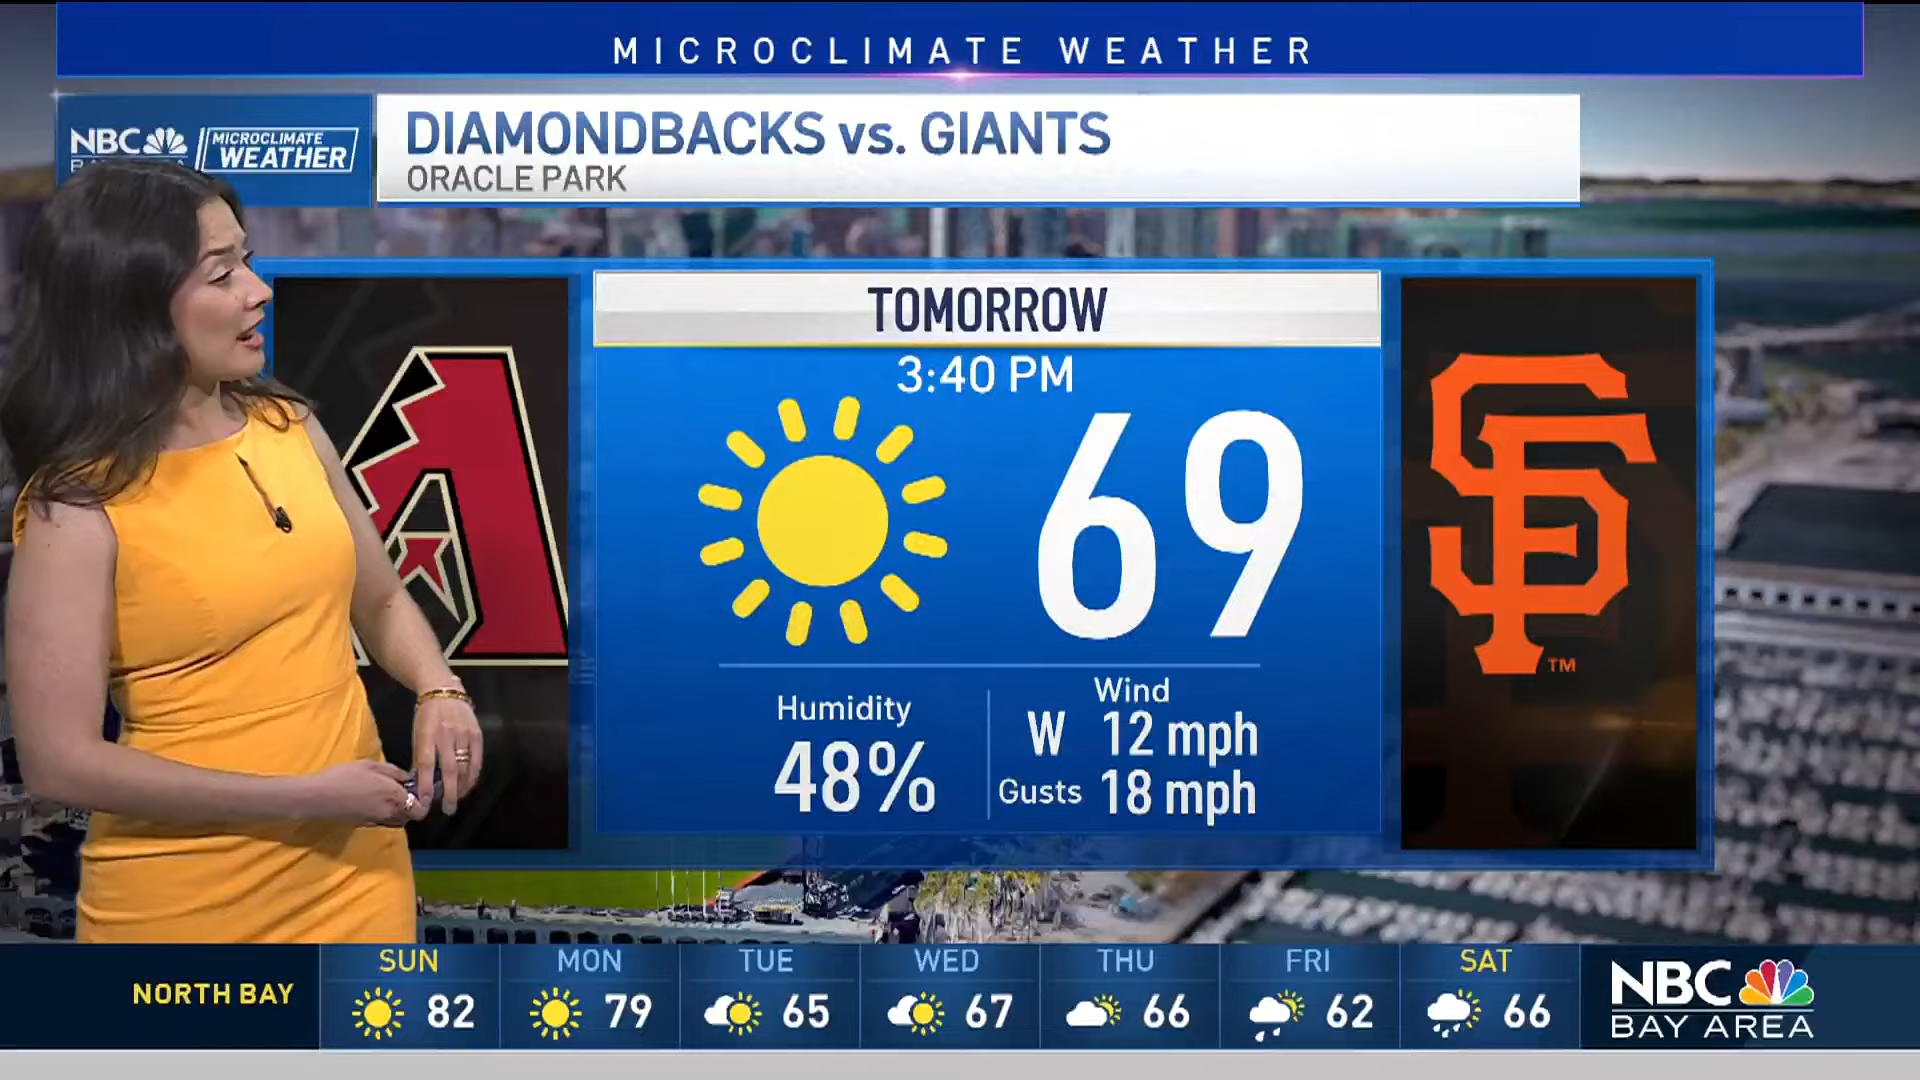 MICROCLIMATE WEATHER
NBC
MICROCLIMATE
WEATHER
DIAMONDBACKS vs. GIANTS
ORACLE PARK
TOMORROW
3:40 PM
69
Humidity
48%
Wind
W 12 mph
Gusts 18 mph
A
SF
TM
NORTH BAY
SUN 82
MON 79
TUE 65
WED 67
THU 66
FRI 62
SAT 66
NBC
BAY AREA